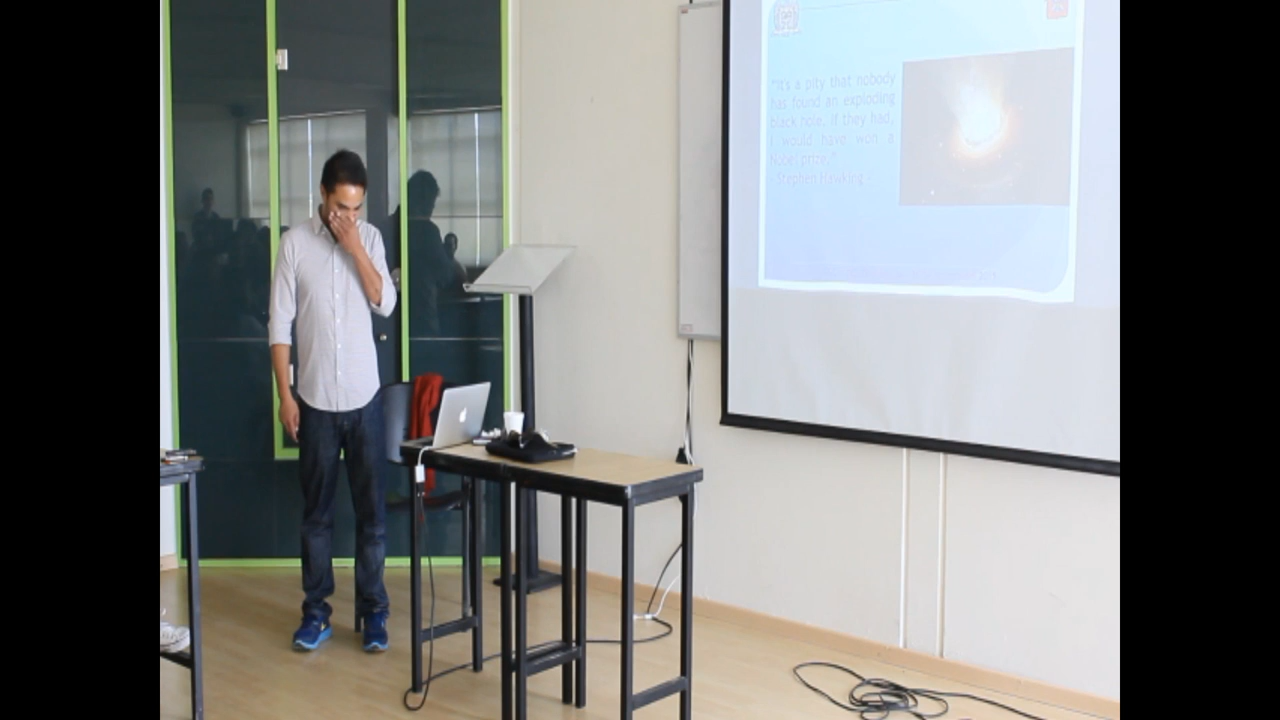 "It's a pity that nobody
has found an exploding
black hole. If they had,
I would have won a
Nobel prize."
- Stephen Hawking -